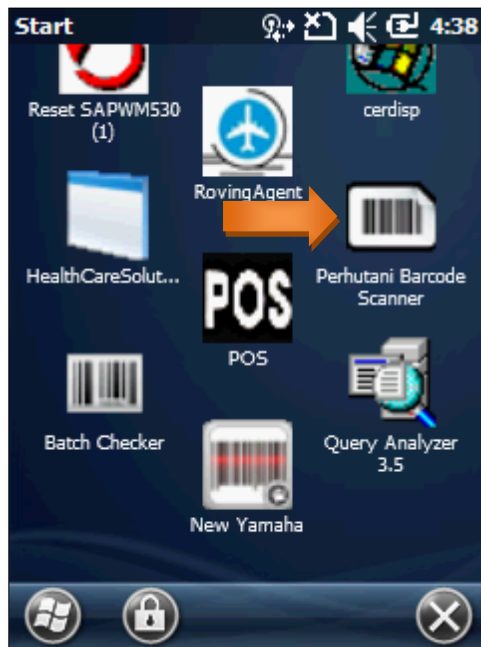 Start
4:38
Reset SAPWM530
(1)
cerdisp
RovingAgent
HealthCareSolut...
Perhutani Barcode
Scanner
POS
POS
Batch Checker
Query Analyzer
3.5
New Yamaha